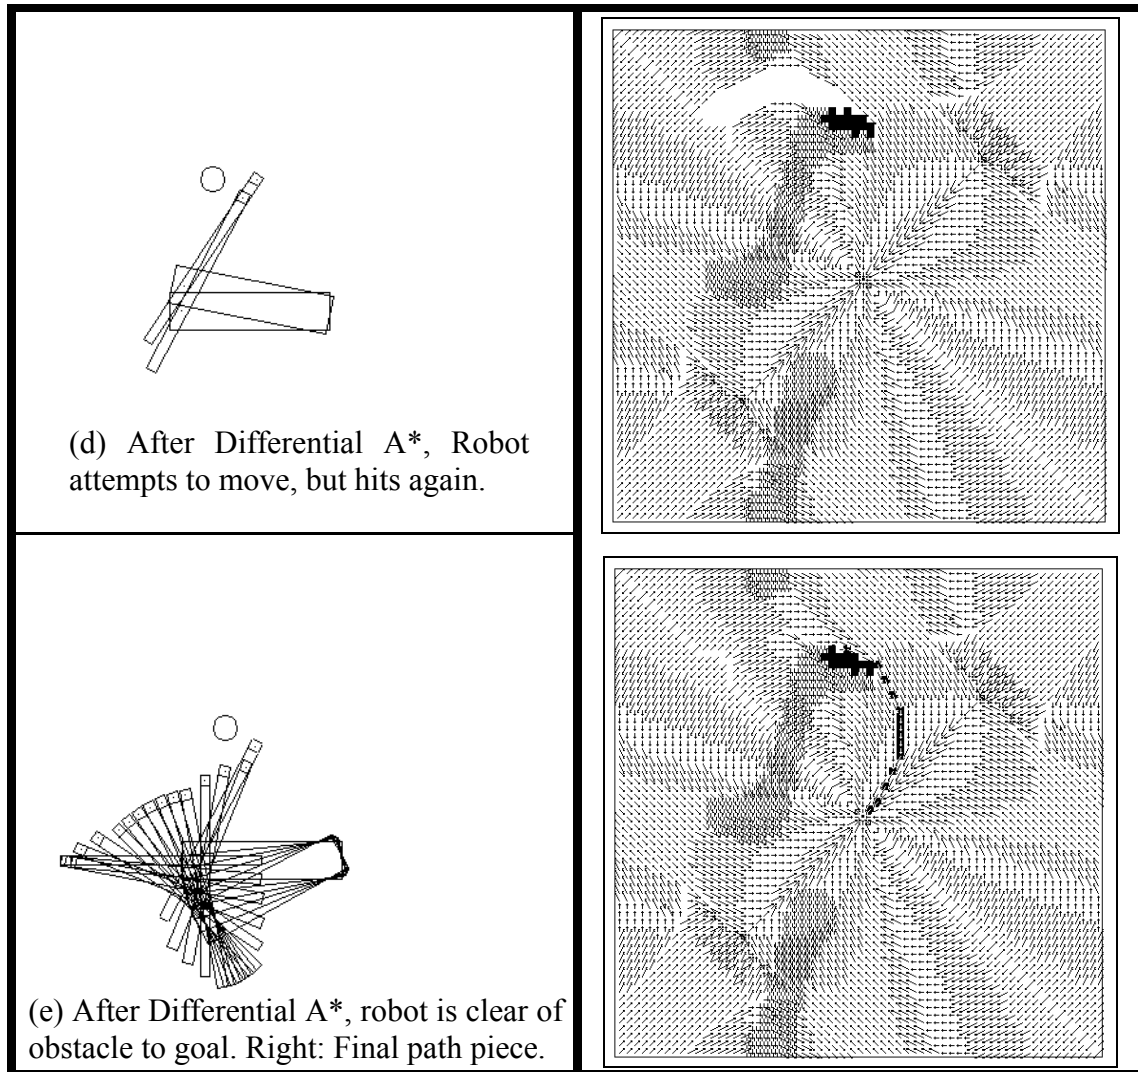 (d) After Differential A*, Robot
attempts to move, but hits again.
(e) After Differential A*, robot is clear of
obstacle to goal. Right: Final path piece.